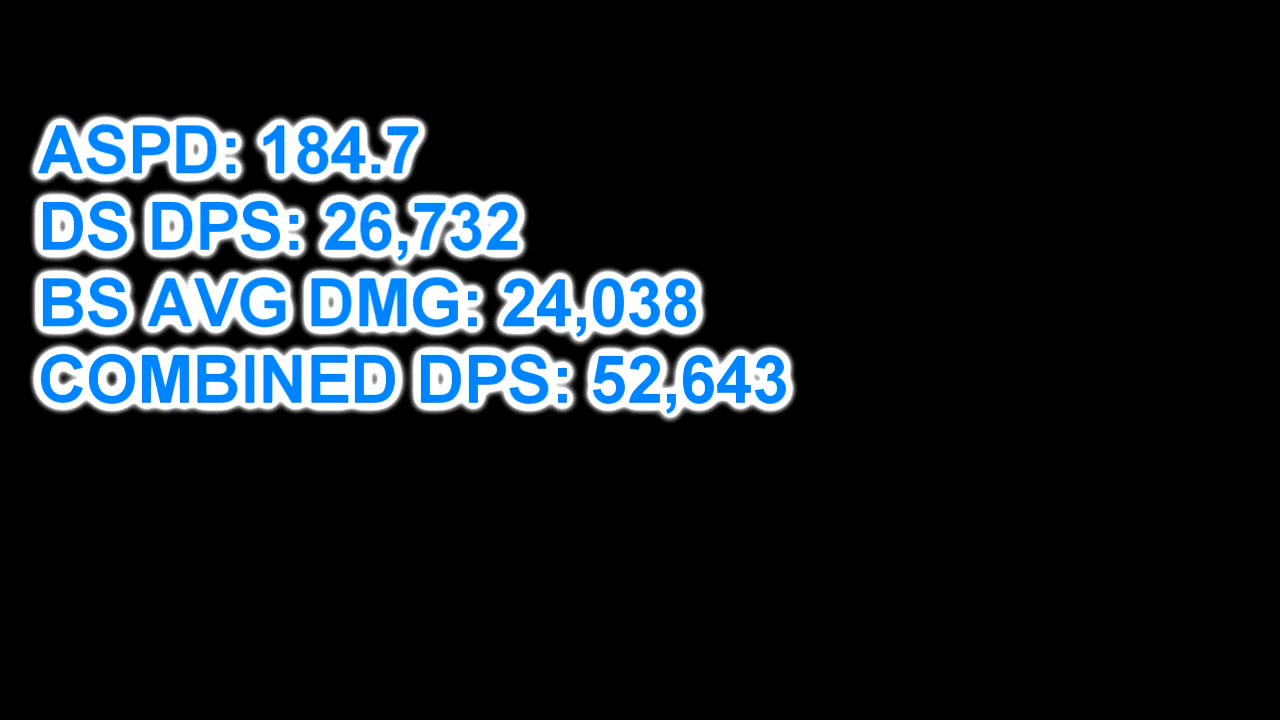 ASPD: 184.7
DS DPS: 26,732
BS AVG DMG: 24,038
COMBINED DPS: 52,643